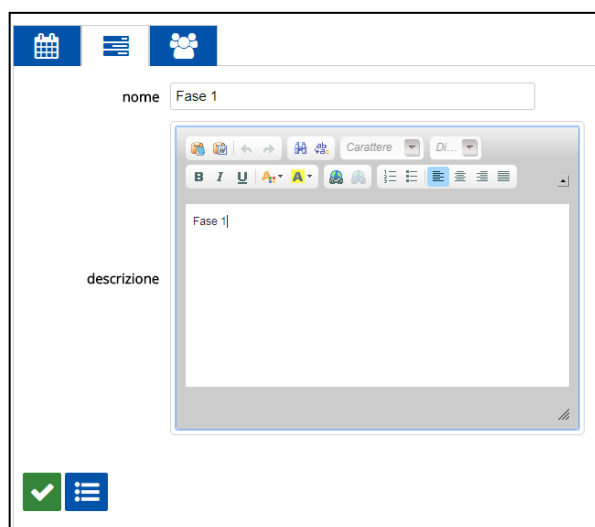 nome Fase 1
Carattere Di...
B I U A A
Fase 1
descrizione